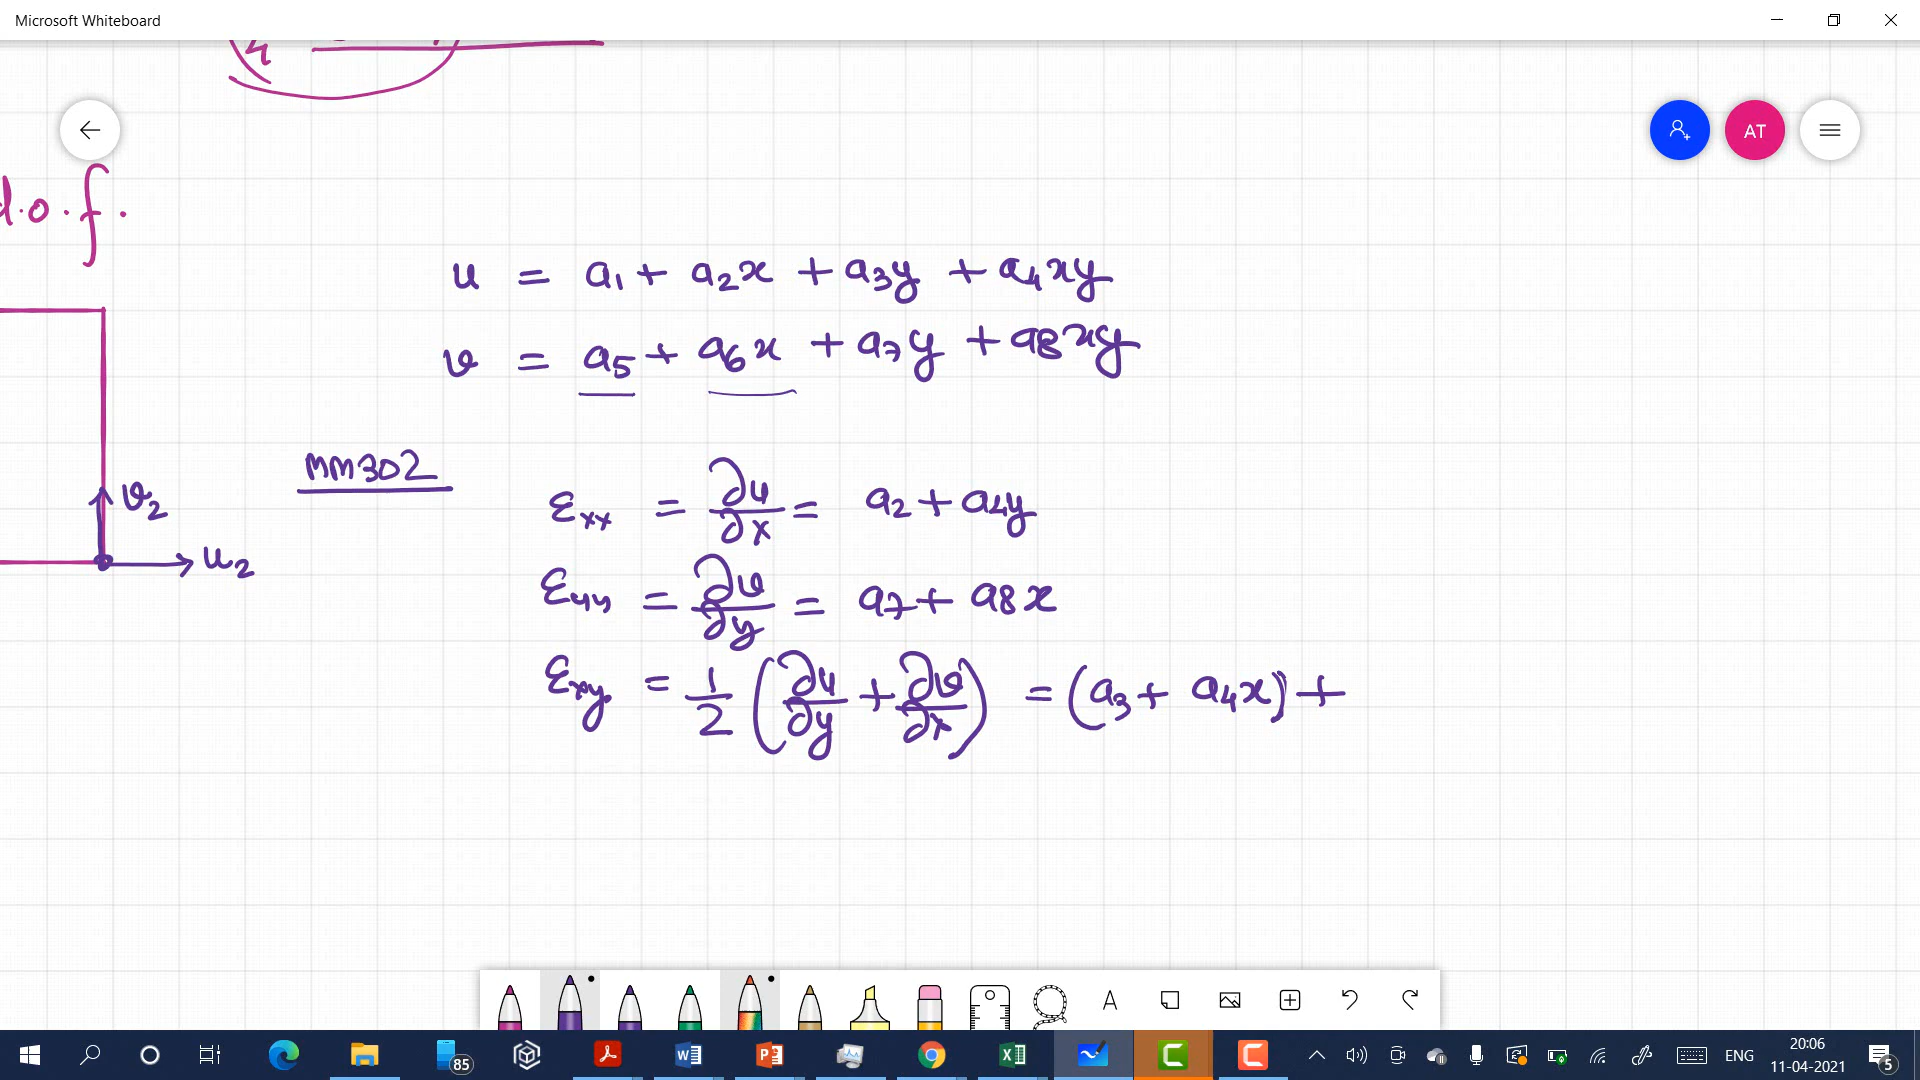 Microsoft Whiteboard
4
AT
d.o.f.
u = a1 + a2x + a3y + a4xy
v = a5 + a6x + a7y + a8xy
MM302
v2
u2
εxx = ∂u/∂x = a2 + a4y
εyy = ∂v/∂y = a7 + a8x
εxy = 1/2 (∂u/∂y + ∂v/∂x) = (a3 + a4x) +
A
85
ENG
20:06
11-04-2021
5